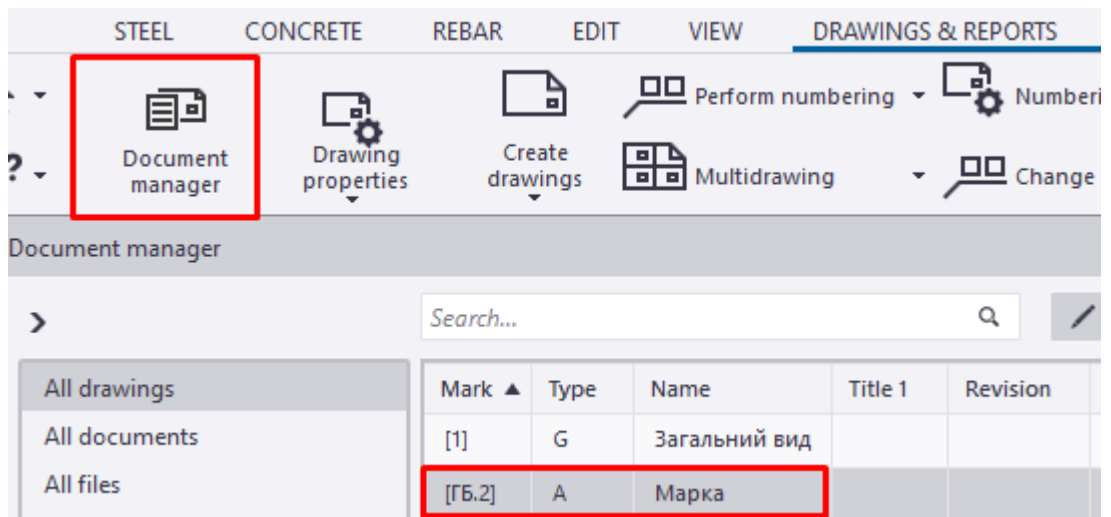 STEEL CONCRETE REBAR EDIT VIEW DRAWINGS & REPORTS
Document manager
Drawing properties
Create drawings
Perform numbering
Multidrawing
Change
Document manager
Search...
All drawings
All documents
All files
Mark Type Name Title 1 Revision
[1] G Загальний вид
[ГБ.2] A Марка